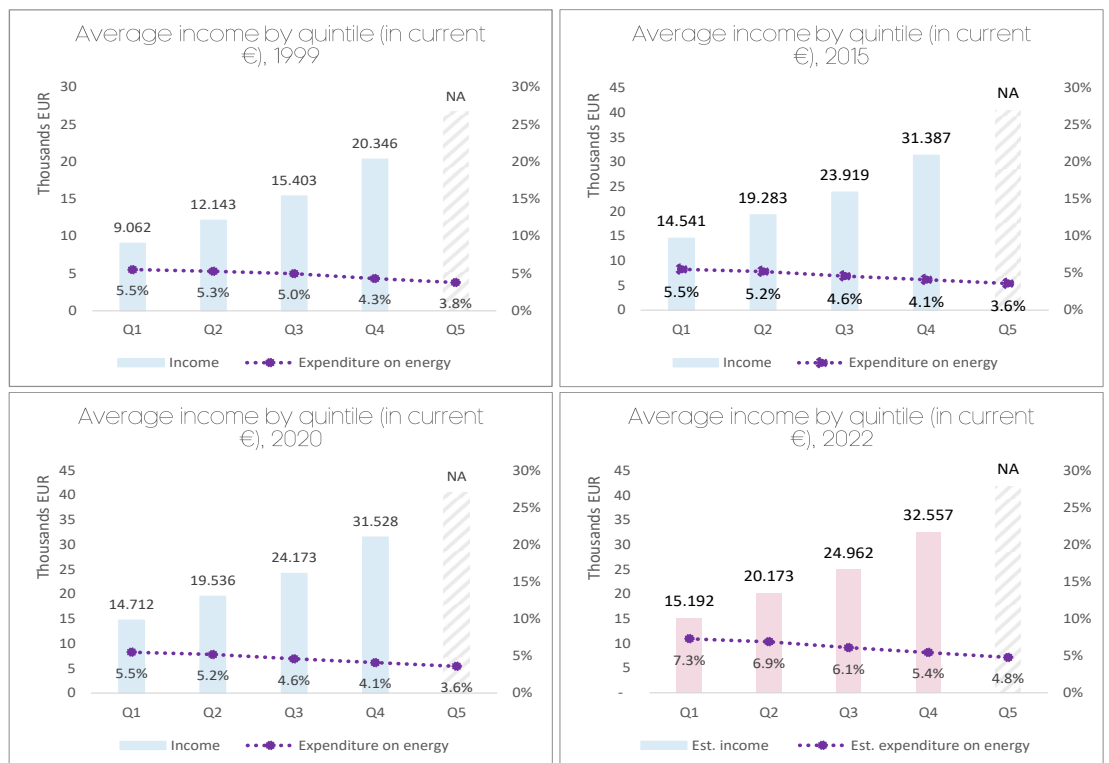 Average income by quintile (in current
€), 1999
Thousands EUR
30
25
20
15
10
5
0
30%
25%
20%
15%
10%
5%
0%
9.062
12.143
15.403
20.346
NA
5.5%
5.3%
5.0%
4.3%
3.8%
Q1
Q2
Q3
Q4
Q5
Income
Expenditure on energy
Average income by quintile (in current
€), 2015
Thousands EUR
45
40
35
30
25
20
15
10
5
0
30%
25%
20%
15%
10%
5%
0%
14.541
19.283
23.919
31.387
NA
5.5%
5.2%
4.6%
4.1%
3.6%
Q1
Q2
Q3
Q4
Q5
Income
Expenditure on energy
Average income by quintile (in current
€), 2020
Thousands EUR
45
40
35
30
25
20
15
10
5
0
30%
25%
20%
15%
10%
5%
0%
14.712
19.536
24.173
31.528
NA
5.5%
5.2%
4.6%
4.1%
3.6%
Q1
Q2
Q3
Q4
Q5
Income
Expenditure on energy
Average income by quintile (in current
€), 2022
Thousands EUR
45
40
35
30
25
20
15
10
5
-
30%
25%
20%
15%
10%
5%
0%
15.192
20.173
24.962
32.557
NA
7.3%
6.9%
6.1%
5.4%
4.8%
Q1
Q2
Q3
Q4
Q5
Est. income
Est. expenditure on energy